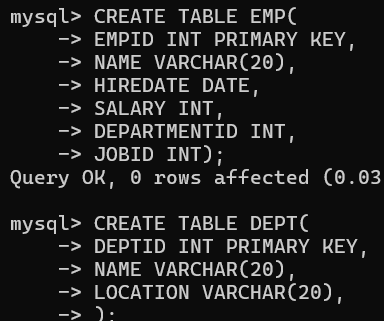 mysql> CREATE TABLE EMP(
    -> EMPID INT PRIMARY KEY,
    -> NAME VARCHAR(20),
    -> HIREDATE DATE,
    -> SALARY INT,
    -> DEPARTMENTID INT,
    -> JOBID INT);
Query OK, 0 rows affected (0.03

mysql> CREATE TABLE DEPT(
    -> DEPTID INT PRIMARY KEY,
    -> NAME VARCHAR(20),
    -> LOCATION VARCHAR(20),
    -> );